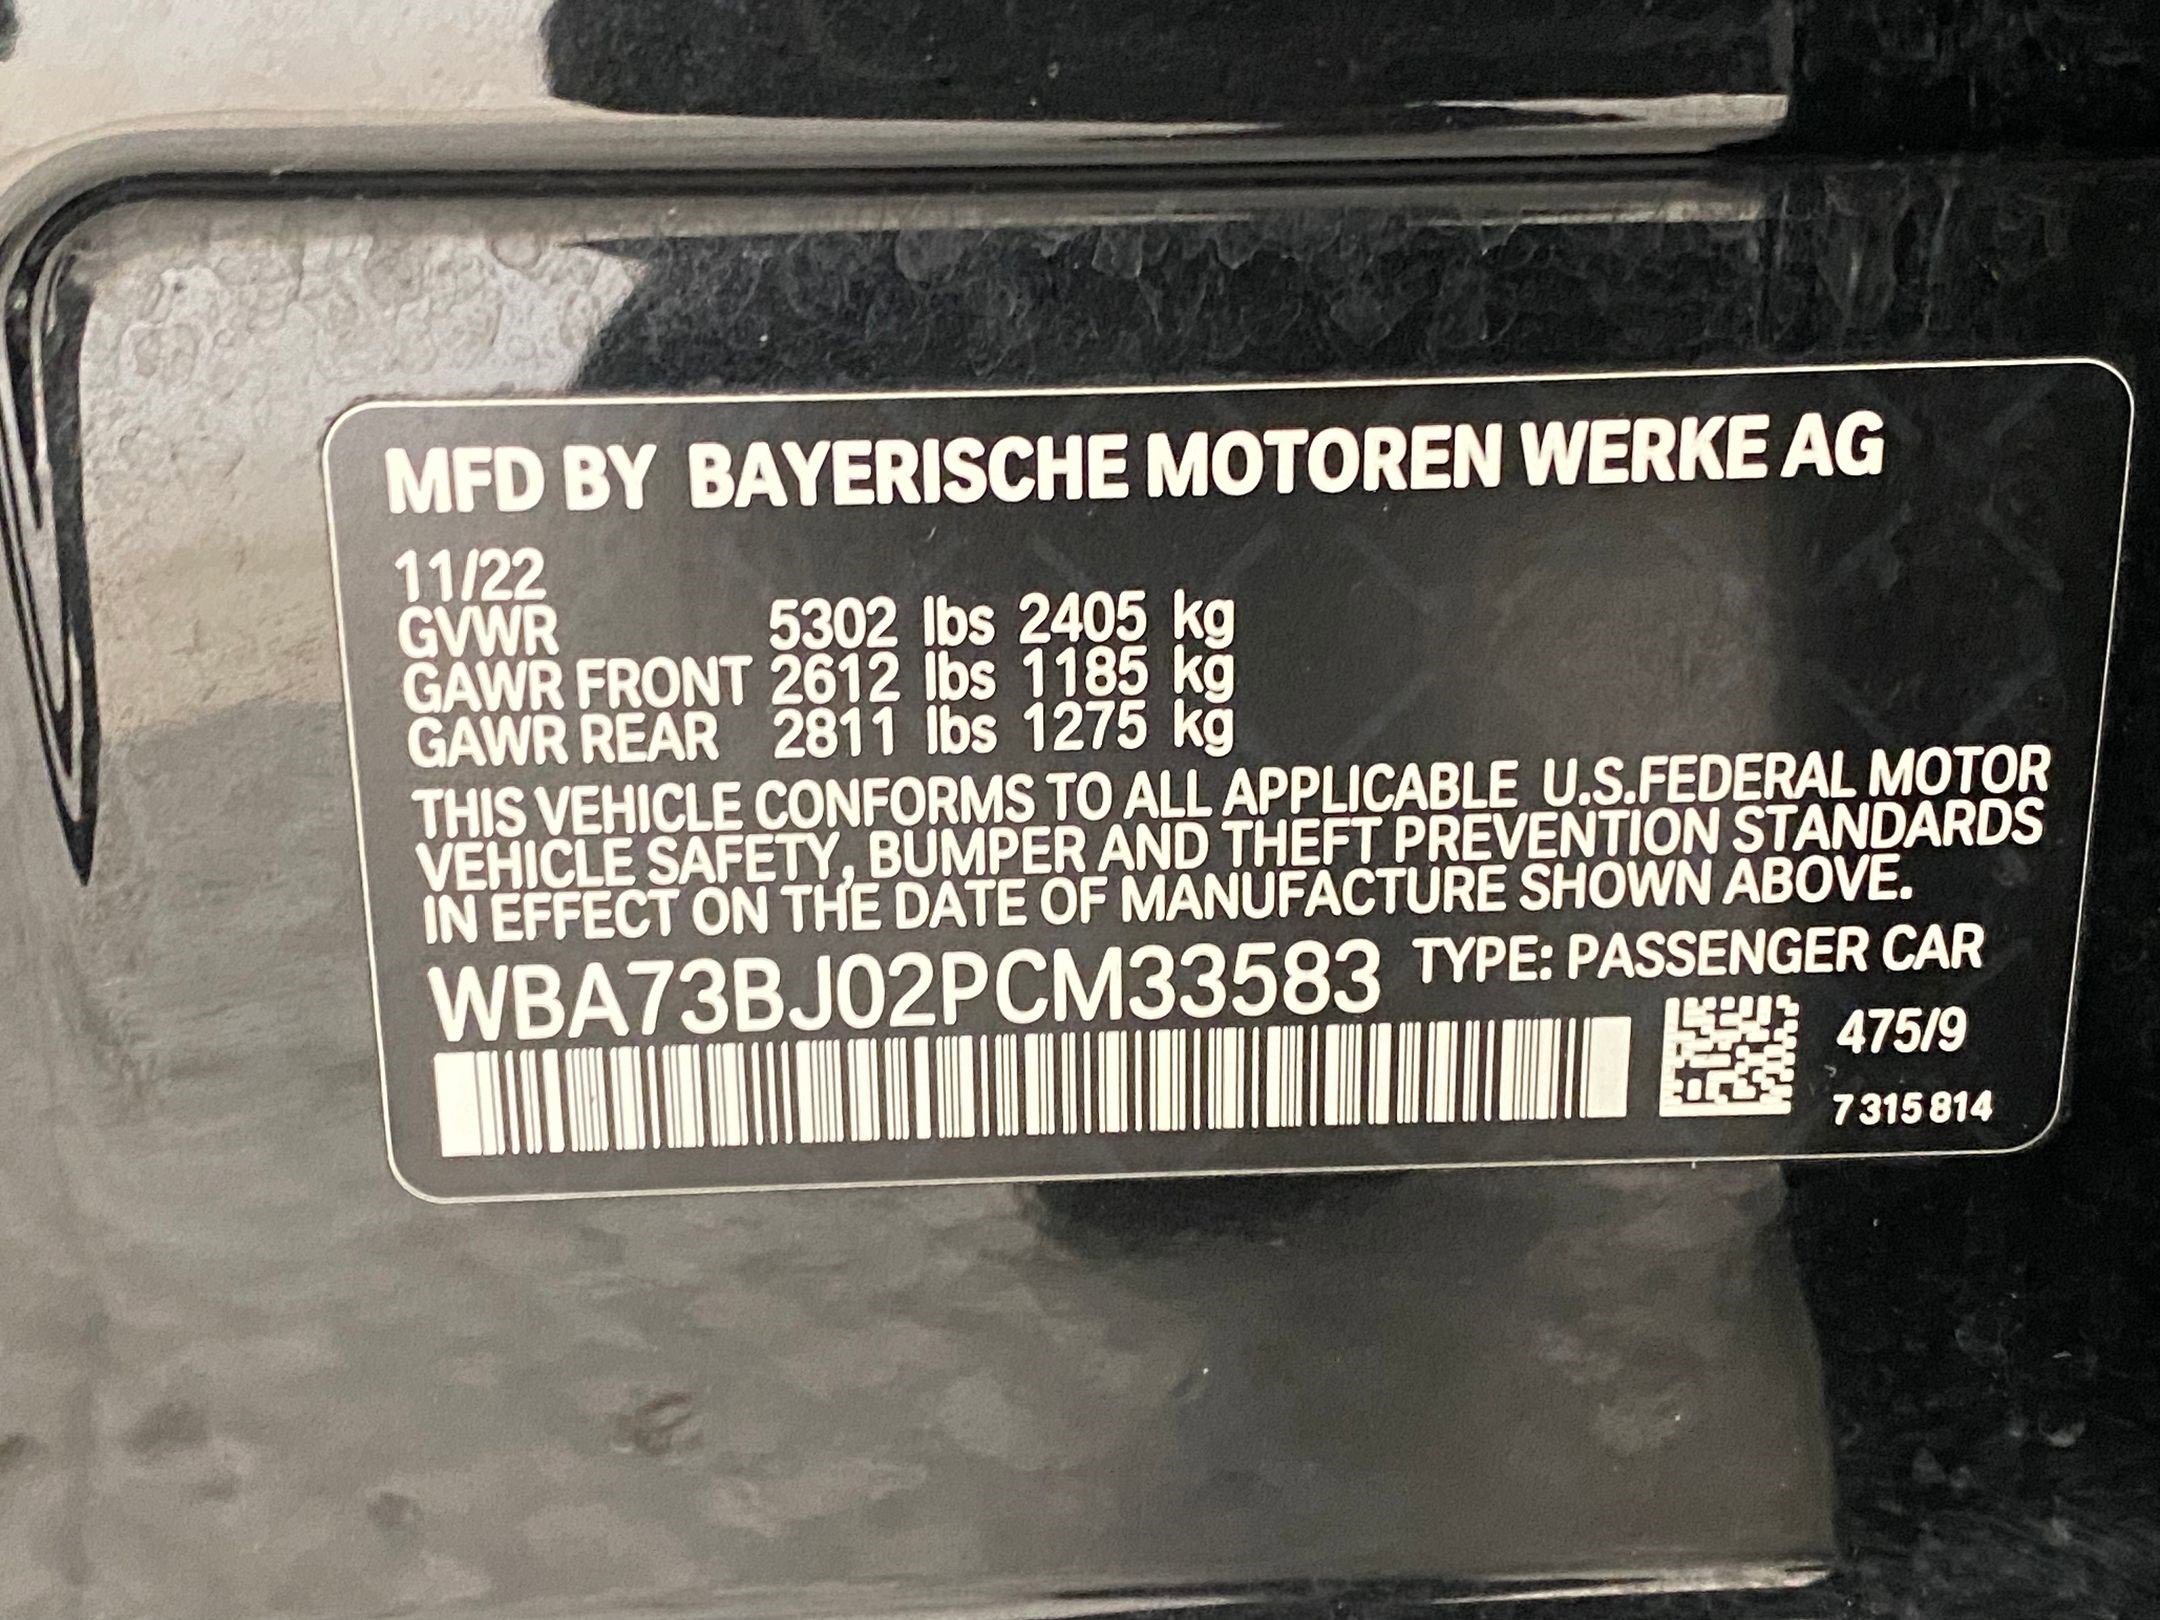 MFD BY BAYERISCHE MOTOREN WERKE AG
11/22
GVWR 5302 lbs 2405 kg
GAWR FRONT 2612 lbs 1185 kg
GAWR REAR 2811 lbs 1275 kg
THIS VEHICLE CONFORMS TO ALL APPLICABLE U.S.FEDERAL MOTOR
VEHICLE SAFETY, BUMPER AND THEFT PREVENTION STANDARDS
IN EFFECT ON THE DATE OF MANUFACTURE SHOWN ABOVE.
WBA73BJ02PCM33583 TYPE: PASSENGER CAR
475/9
7 315 814